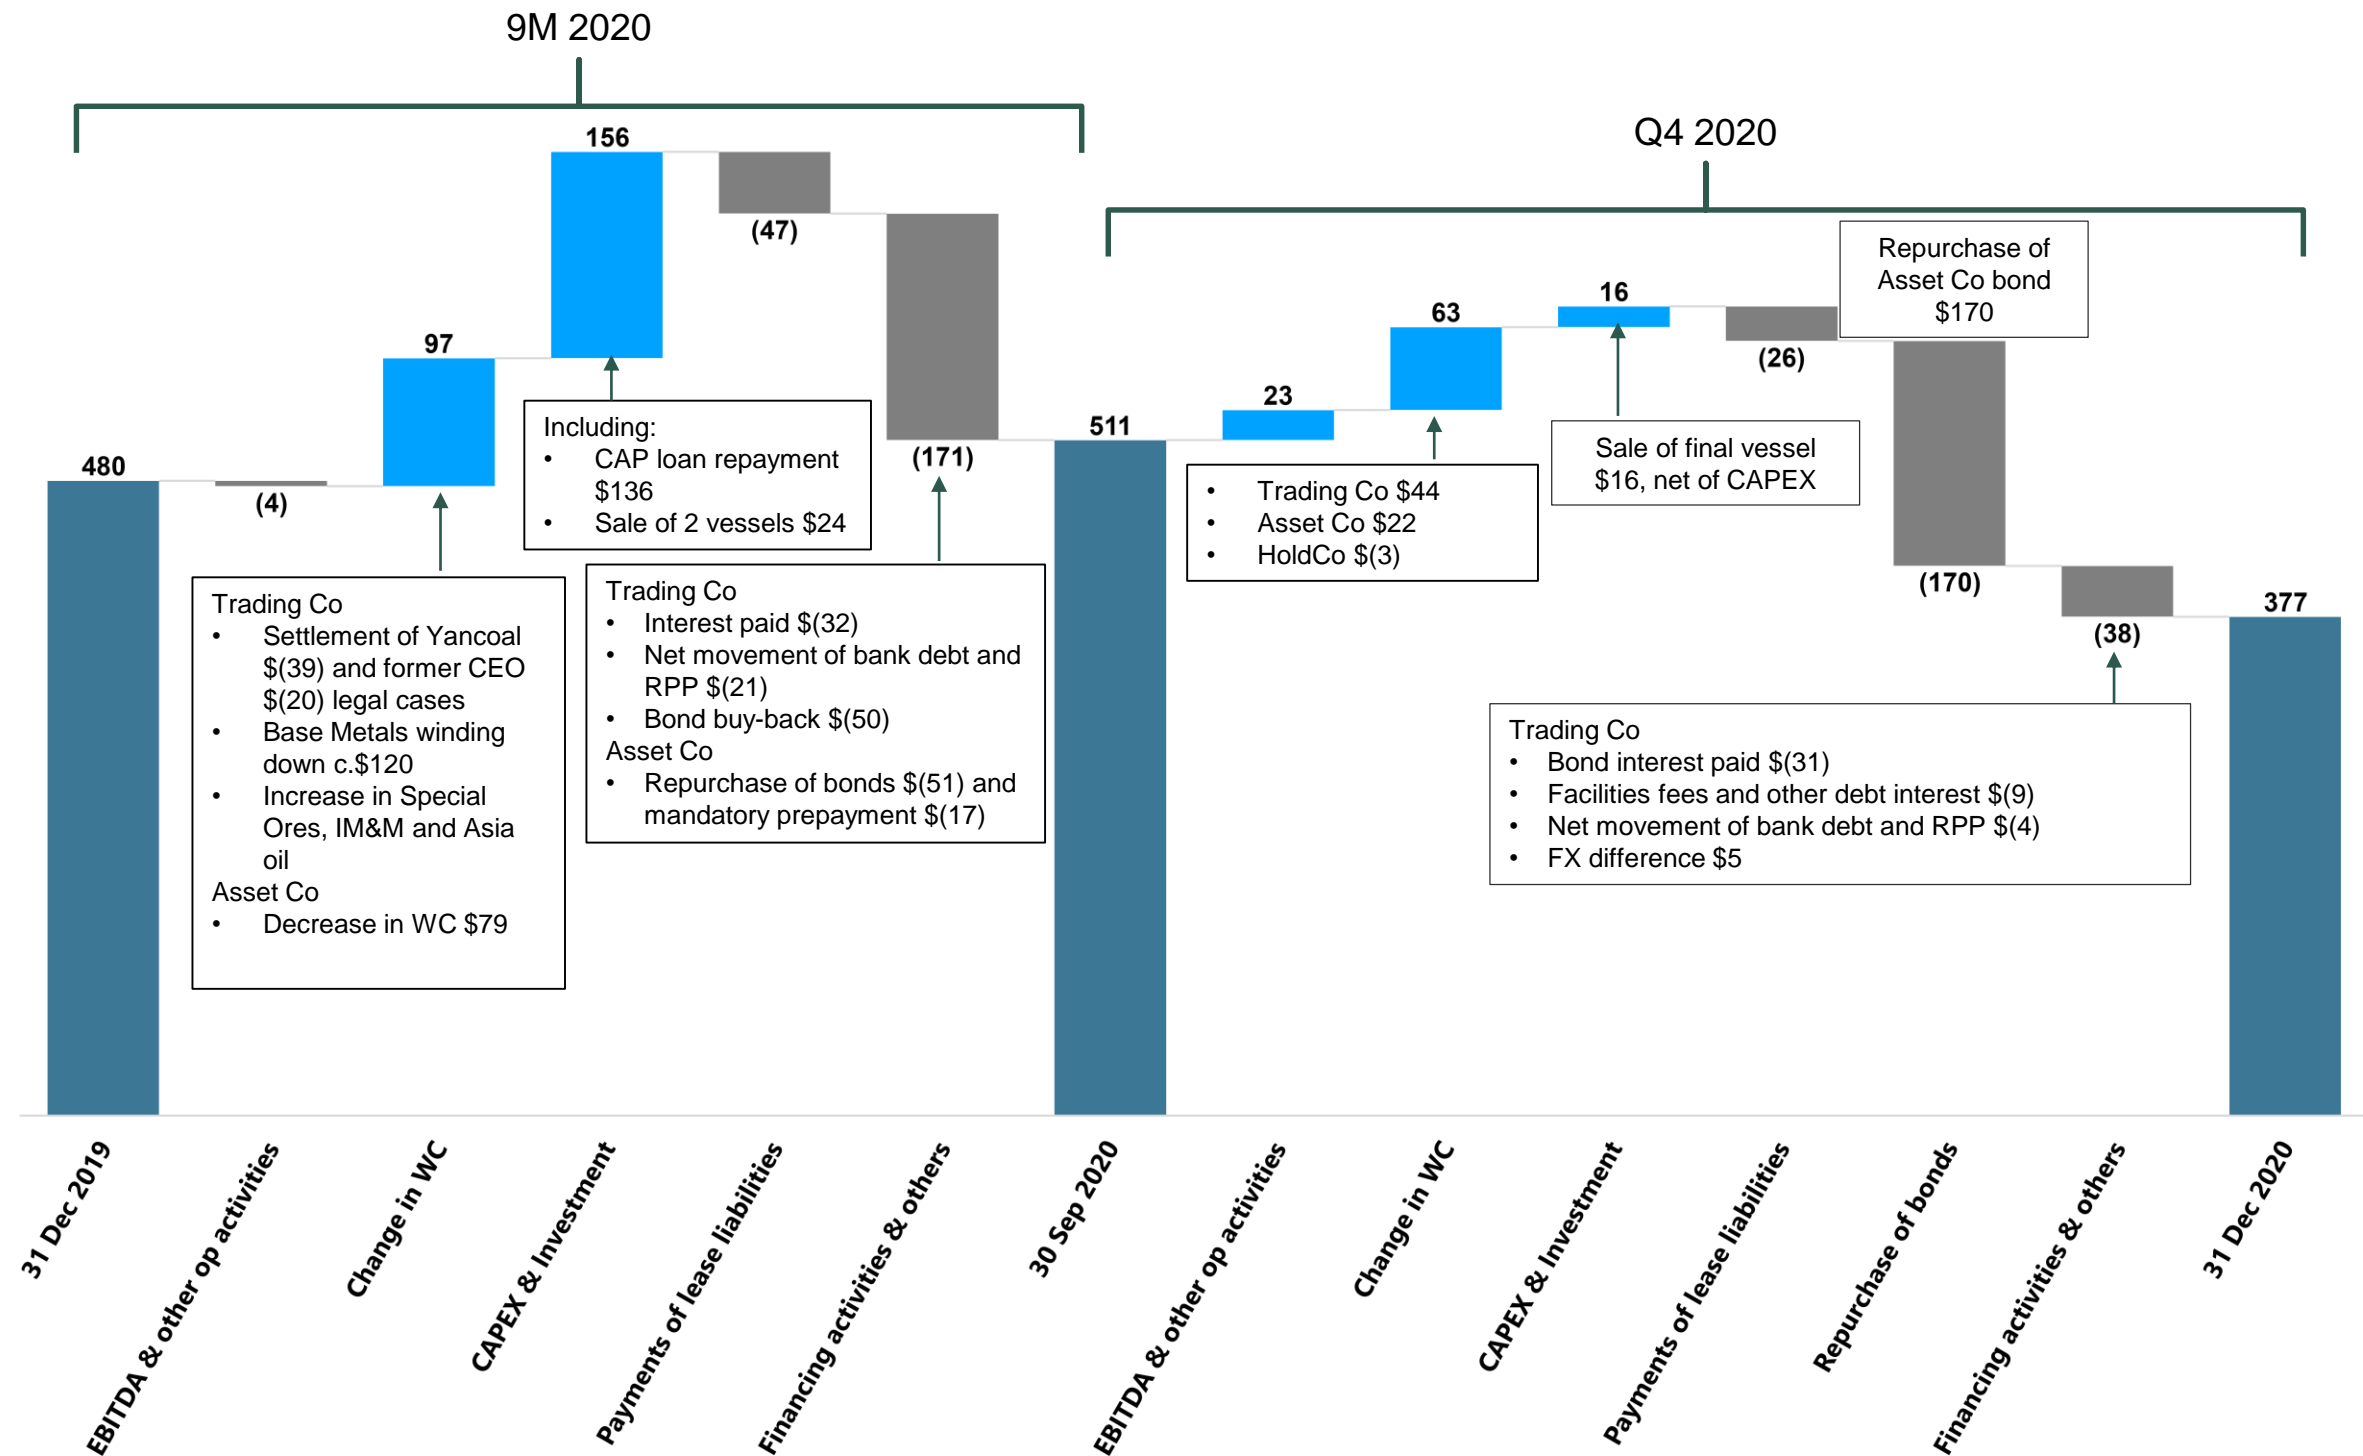 9M 2020
Q4 2020
480
(4)
97
156
(47)
(171)
511
23
63
16
(26)
(170)
(38)
377
Trading Co
• Settlement of Yancoal
$(39) and former CEO
$(20) legal cases
• Base Metals winding
down c.$120
• Increase in Special
Ores, IM&M and Asia
oil
Asset Co
• Decrease in WC $79
Including:
• CAP loan repayment
$136
• Sale of 2 vessels $24
Trading Co
• Interest paid $(32)
• Net movement of bank debt and
RPP $(21)
• Bond buy-back $(50)
Asset Co
• Repurchase of bonds $(51) and
mandatory prepayment $(17)
• Trading Co $44
• Asset Co $22
• HoldCo $(3)
Sale of final vessel
$16, net of CAPEX
Repurchase of
Asset Co bond
$170
Trading Co
• Bond interest paid $(31)
• Facilities fees and other debt interest $(9)
• Net movement of bank debt and RPP $(4)
• FX difference $5
31 Dec 2019
EBITDA & other op activities
Change in WC
CAPEX & Investment
Payments of lease liabilities
Financing activities & others
30 Sep 2020
EBITDA & other op activities
Change in WC
CAPEX & Investment
Payments of lease liabilities
Repurchase of bonds
Financing activities & others
31 Dec 2020